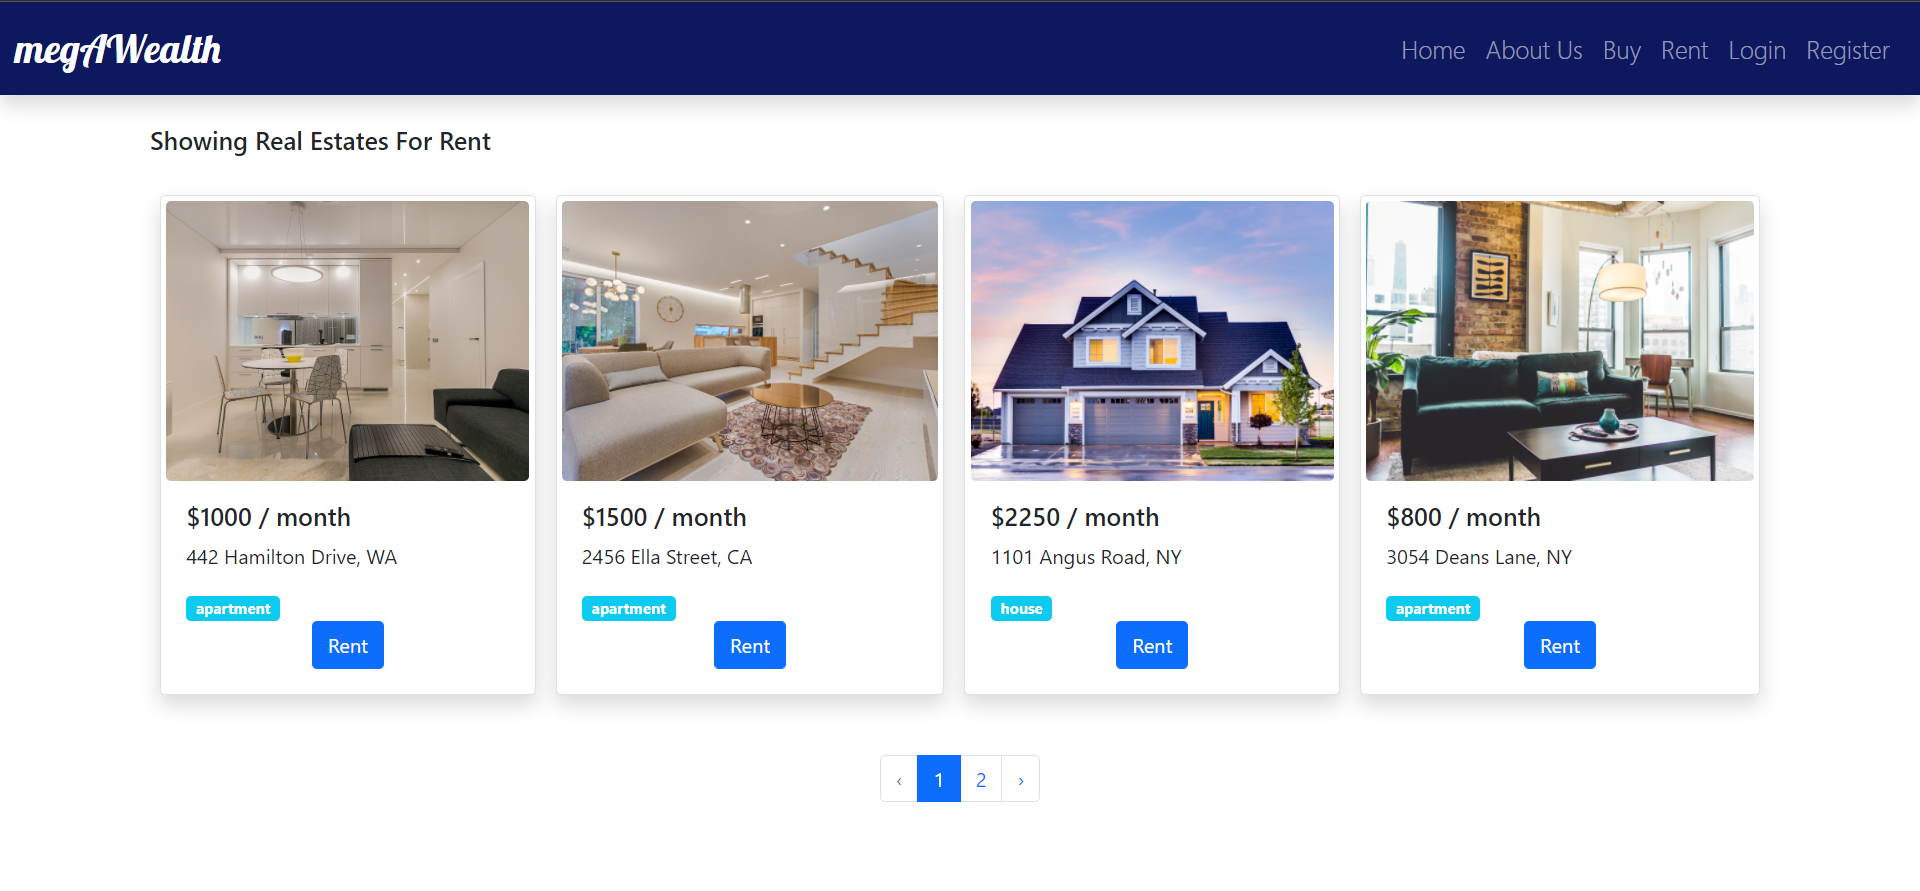 megAWealth
Home About Us Buy Rent Login Register
Showing Real Estates For Rent
$1000 / month
442 Hamilton Drive, WA
apartment
Rent
$1500 / month
2456 Ella Street, CA
apartment
Rent
$2250 / month
1101 Angus Road, NY
house
Rent
$800 / month
3054 Deans Lane, NY
apartment
Rent
‹ 1 2 ›